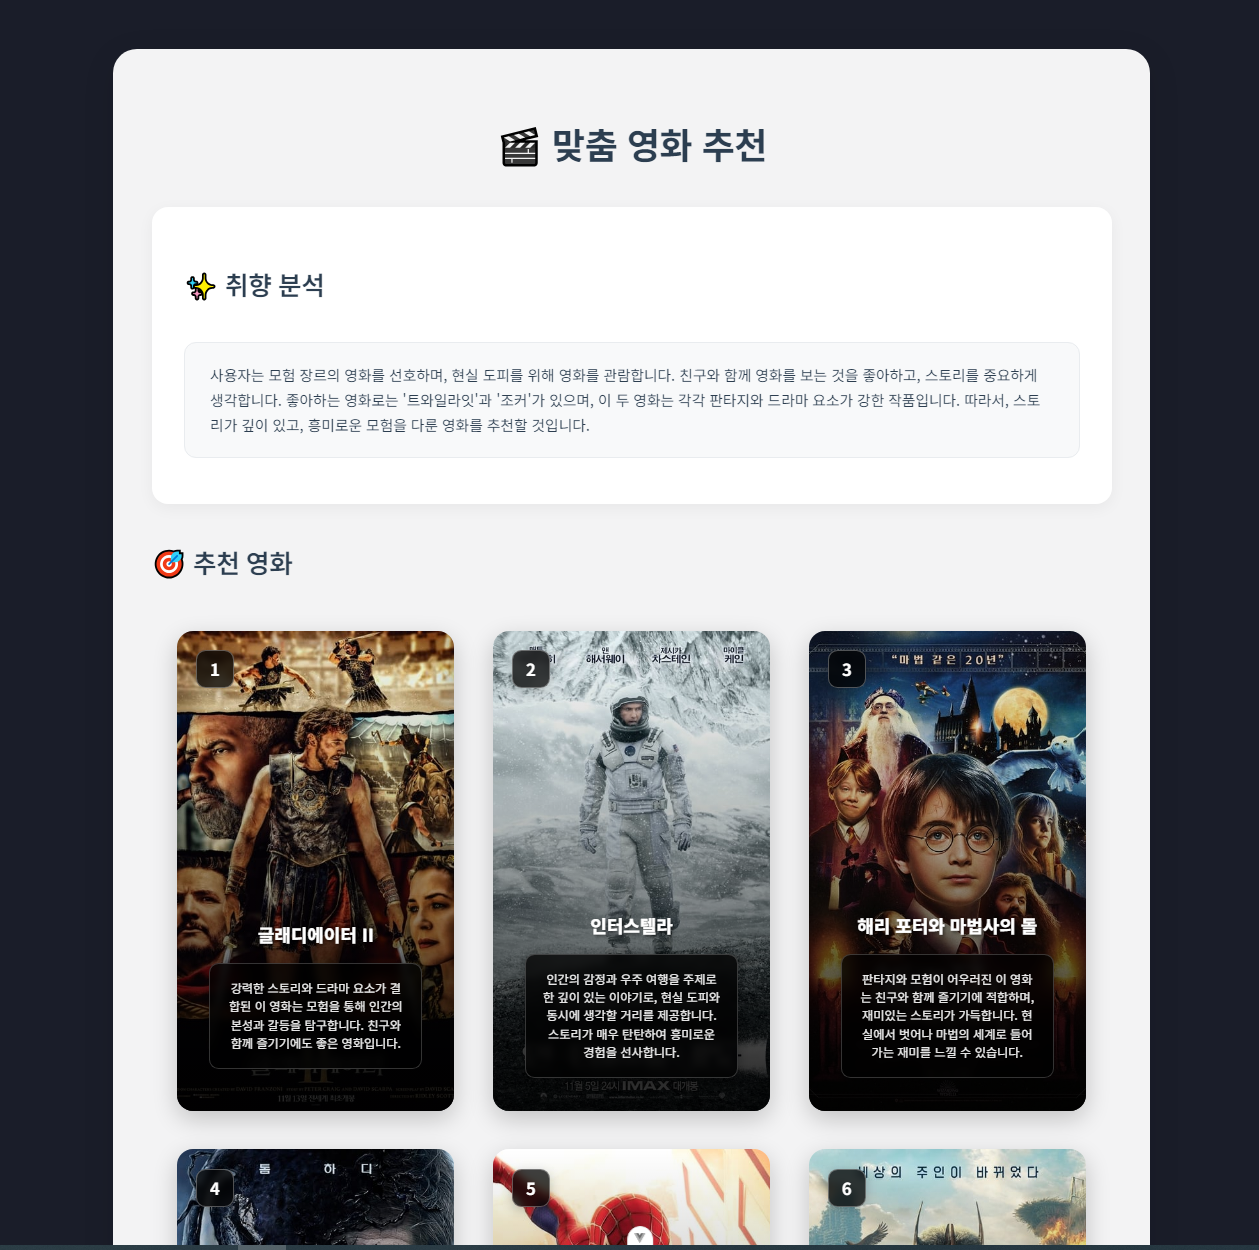 맞춤 영화 추천
취향 분석
사용자는 모험 장르의 영화를 선호하며, 현실 도피를 위해 영화를 관람합니다. 친구와 함께 영화를 보는 것을 좋아하고, 스토리를 중요하게
생각합니다. 좋아하는 영화로는 '트와일라잇'과 '조커'가 있으며, 이 두 영화는 각각 판타지와 드라마 요소가 강한 작품입니다. 따라서, 스토
리가 깊이 있고, 흥미로운 모험을 다룬 영화를 추천할 것입니다.
추천 영화
1
글래디에이터 II
강력한 스토리와 드라마 요소가 결
합된 이 영화는 모험을 통해 인간의
본성과 갈등을 탐구합니다. 친구와
함께 즐기기에도 좋은 영화입니다.
11월 13일 전세계 최초개봉
2
앤 제시카 마이클
해서웨이 차스테인 케인
인터스텔라
인간의 감정과 우주 여행을 주제로
한 깊이 있는 이야기로, 현실 도피와
동시에 생각할 거리를 제공합니다.
스토리가 매우 탄탄하여 흥미로운
경험을 선사합니다.
11월 5일 24시 IMAX 대개봉
3
“마법 같은 20년”
해리 포터와 마법사의 돌
판타지와 모험이 어우러진 이 영화
는 친구와 함께 즐기기에 적합하며,
재미있는 스토리가 가득합니다. 현
실에서 벗어나 마법의 세계로 들어
가는 재미를 느낄 수 있습니다.
4
톰 하디
5
6
세상의 주인이 바뀌었다